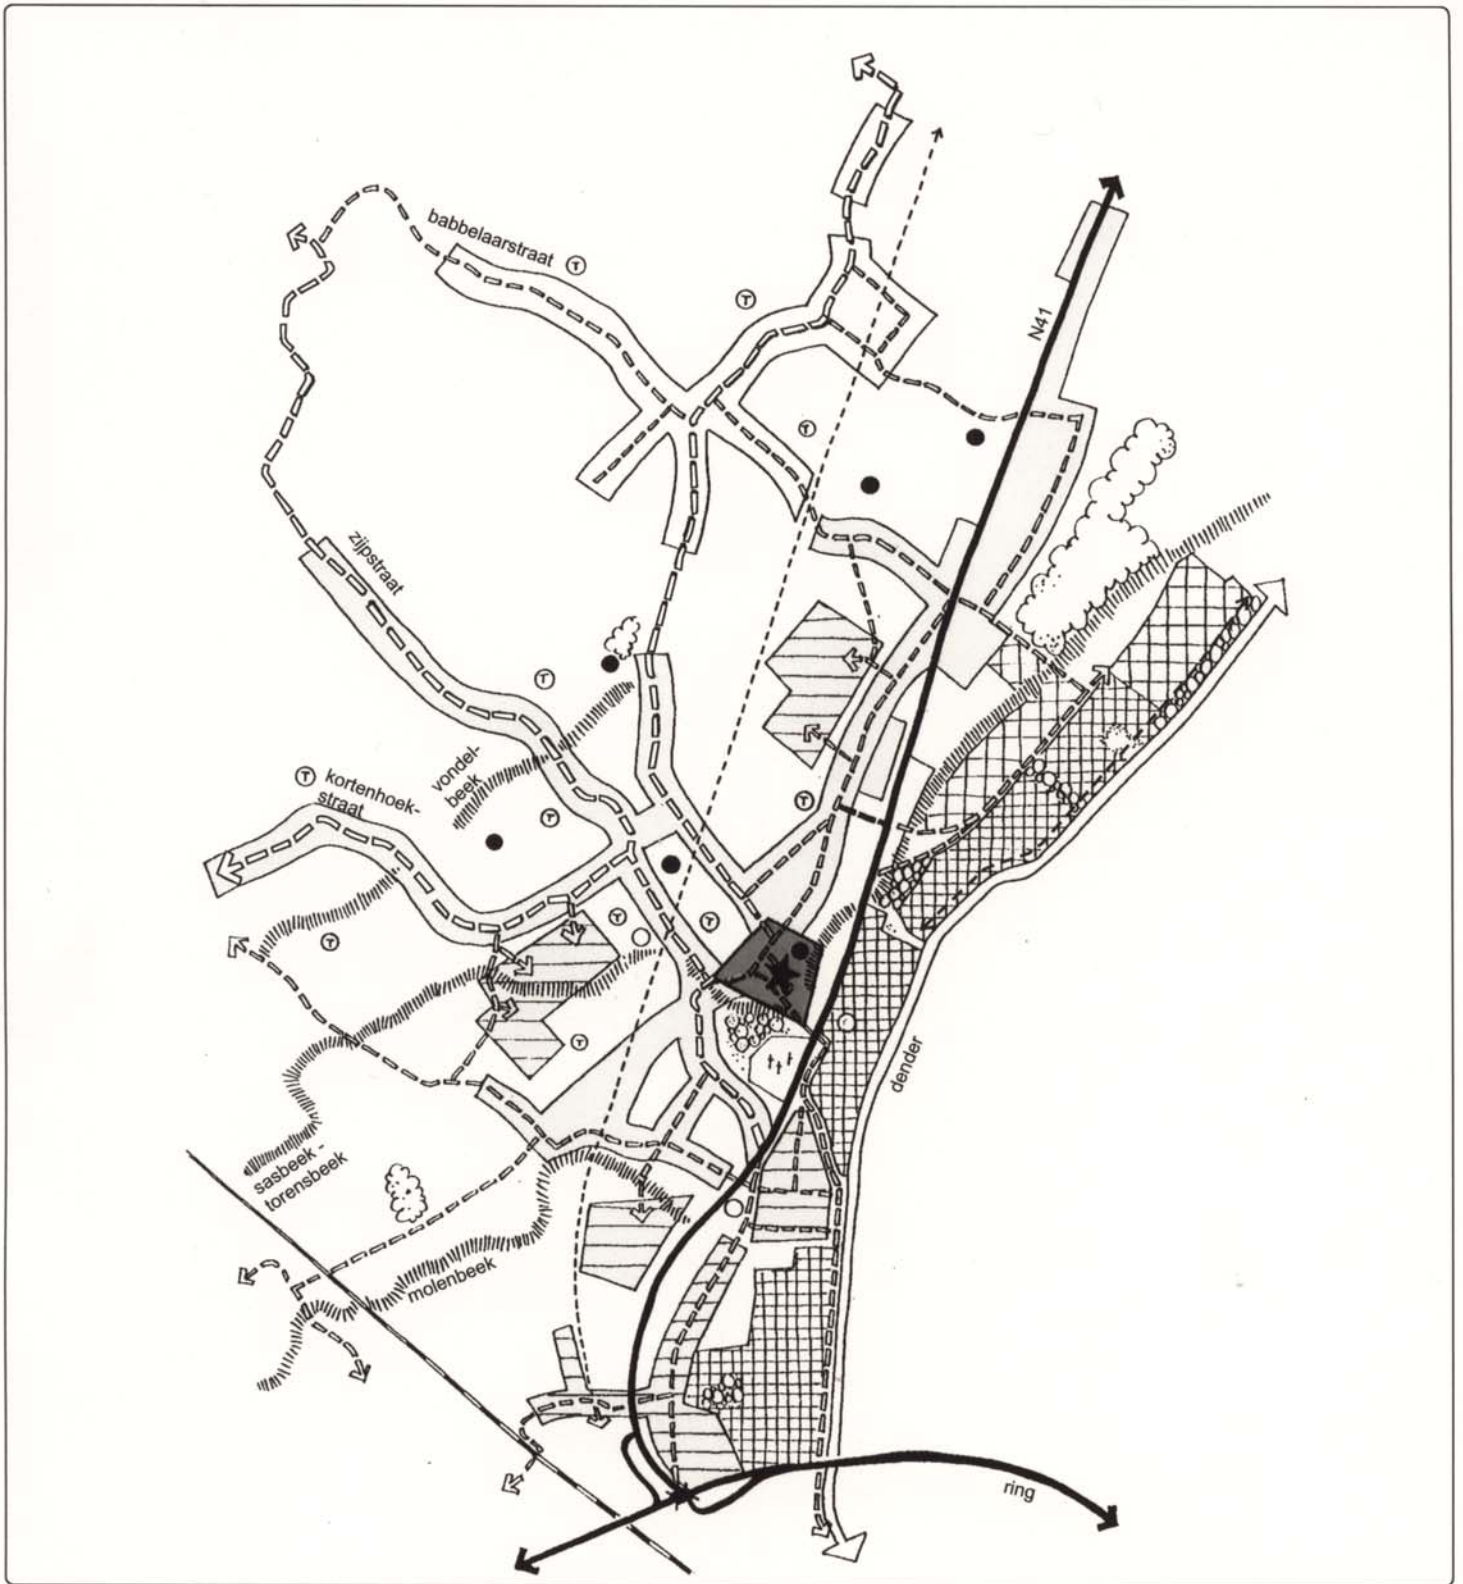 babbelaarstraat T
T
N41
T
zijpstraat
T
vondel-
beek
T kortenhoek-
straat
T
T
T
T
T
T
dender
sasbeek -
torensbeek
molenbeek
ring